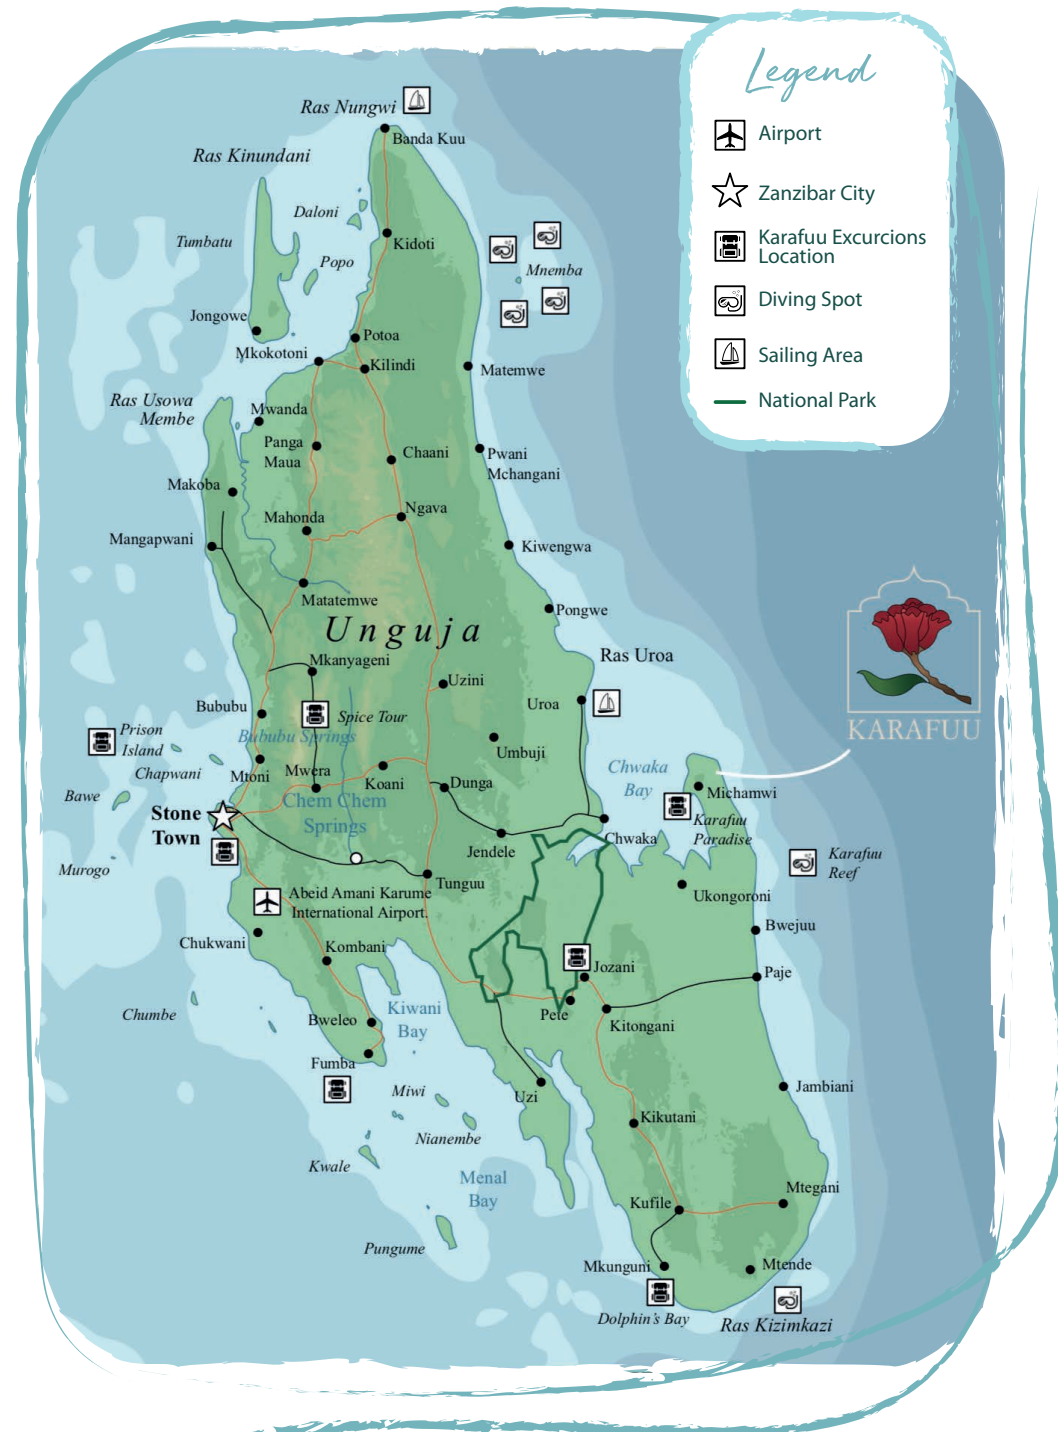 Legend
Airport
Zanzibar City
Karafuu Excurcions
Location
Diving Spot
Sailing Area
National Park
Ras Nungwi
Banda Kuu
Ras Kinundani
Daloni
Tumbatu
Kidoti
Popo
Mnemba
Jongowe
Potoa
Mkokotoni
Kilindi
Matemwe
Ras Usowa
Membe
Mwanda
Panga
Maua
Chaani
Pwani
Mchangani
Makoba
Mahonda
Ngava
Mangapwani
Kiwengwa
Matatemwe
Pongwe
Unguja
Ras Uroa
Mkanyageni
Uzini
Uroa
Bububu
Spice Tour
Bububu Springs
Umbuji
Prison
Island
KARAFUU
Chapwani
Mtoni
Mwera
Koani
Dunga
Chwaka
Bay
Michamwi
Bawe
Chem Chem
Springs
Stone
Town
Karafuu
Paradise
Jendele
Chwaka
Karafuu
Reef
Murogo
Tunguu
Ukongoroni
Abeid Amani Karume
International Airport.
Bwejuu
Chukwani
Kombani
Jozani
Paje
Chumbe
Kiwani
Bay
Bweleo
Pete
Kitongani
Fumba
Miwi
Uzi
Jambiani
Nianembe
Kikutani
Kwale
Menal
Bay
Mtegani
Kufile
Pungume
Mkunguni
Mtende
Dolphin's Bay
Ras Kizimkazi